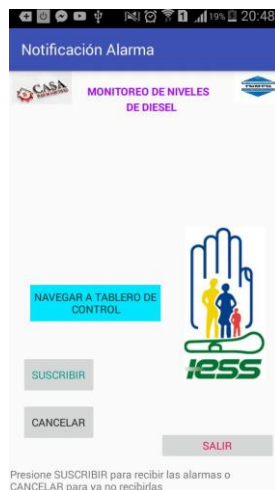 19% 20:48
Notificación Alarma
CASA
MONITOREO DE NIVELES
DE DIESEL
NAVEGAR A TABLERO DE
CONTROL
iess
SUSCRIBIR
CANCELAR
SALIR
Presione SUSCRIBIR para recibir las alarmas o
CANCELAR para ya no recibirlas